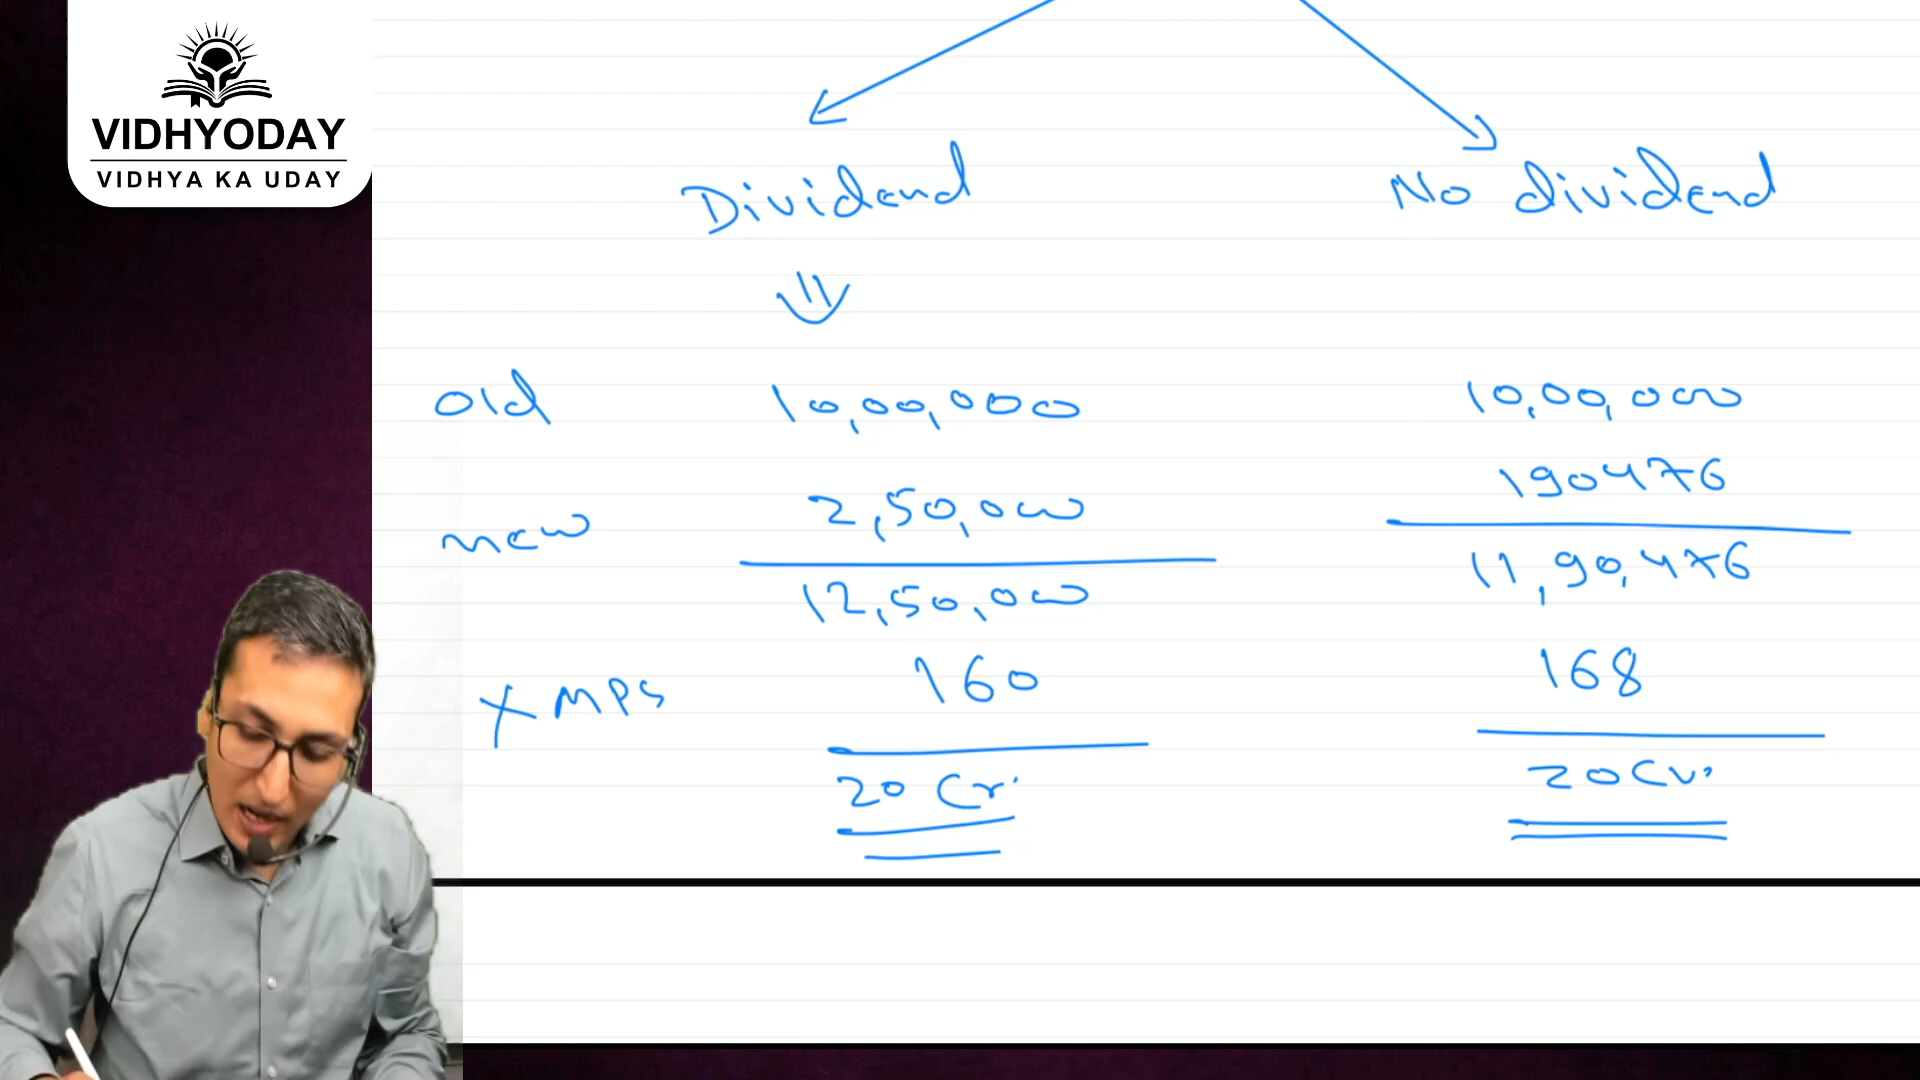 VIDHYODAY
VIDHYA KA UDAY
Dividend No dividend
Old 10,00,000 10,00,000
new 2,50,000 190476
12,50,000 11,90,476
X MPS 160 168
20 Cr. 20 Cr.